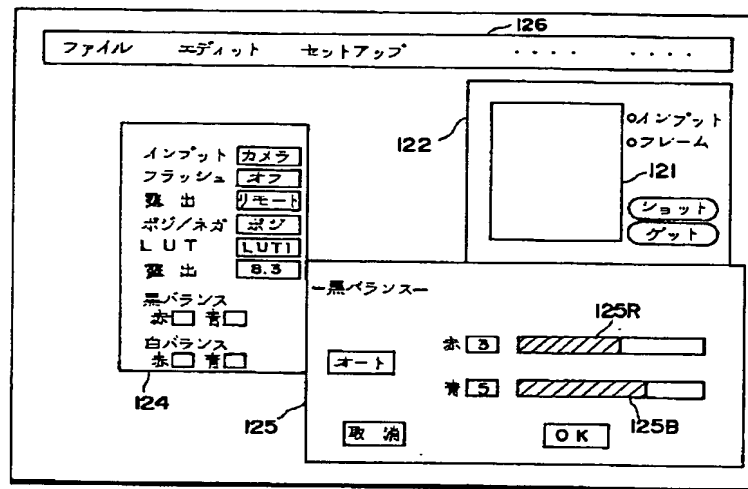 126
ファイル エディット セットアップ ・・・・ ・・・・
122
○インプット
○フレーム
121
ショット
ゲット
インプット カメラ
フラッシュ オフ
露出 リモート
ポジ/ネガ ポジ
LUT LUT1
露出 8.3
黒バランス
赤 青
白バランス
赤 青
124
-黒バランス-
125R
赤 3
オート
青 5
125
125B
取消 OK